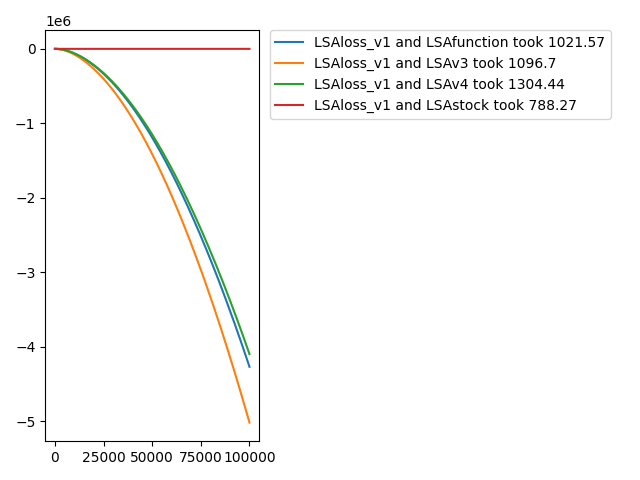 1e6
0
−1
−2
−3
−4
−5
0 25000 50000 75000 100000
LSAloss_v1 and LSAfunction took 1021.57
LSAloss_v1 and LSAv3 took 1096.7
LSAloss_v1 and LSAv4 took 1304.44
LSAloss_v1 and LSAstock took 788.27